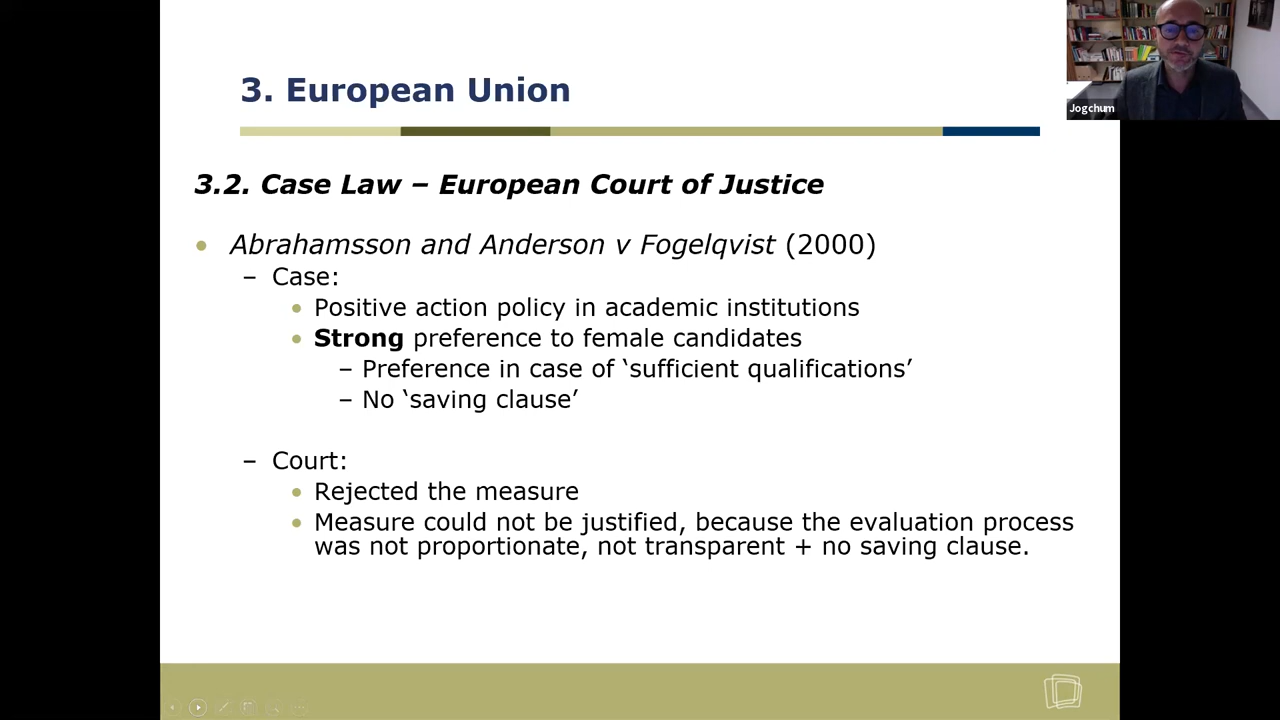 3. European Union
Jogchum
3.2. Case Law – European Court of Justice
• Abrahamsson and Anderson v Fogelqvist (2000)
– Case:
• Positive action policy in academic institutions
• Strong preference to female candidates
– Preference in case of ‘sufficient qualifications’
– No ‘saving clause’
– Court:
• Rejected the measure
• Measure could not be justified, because the evaluation process
was not proportionate, not transparent + no saving clause.